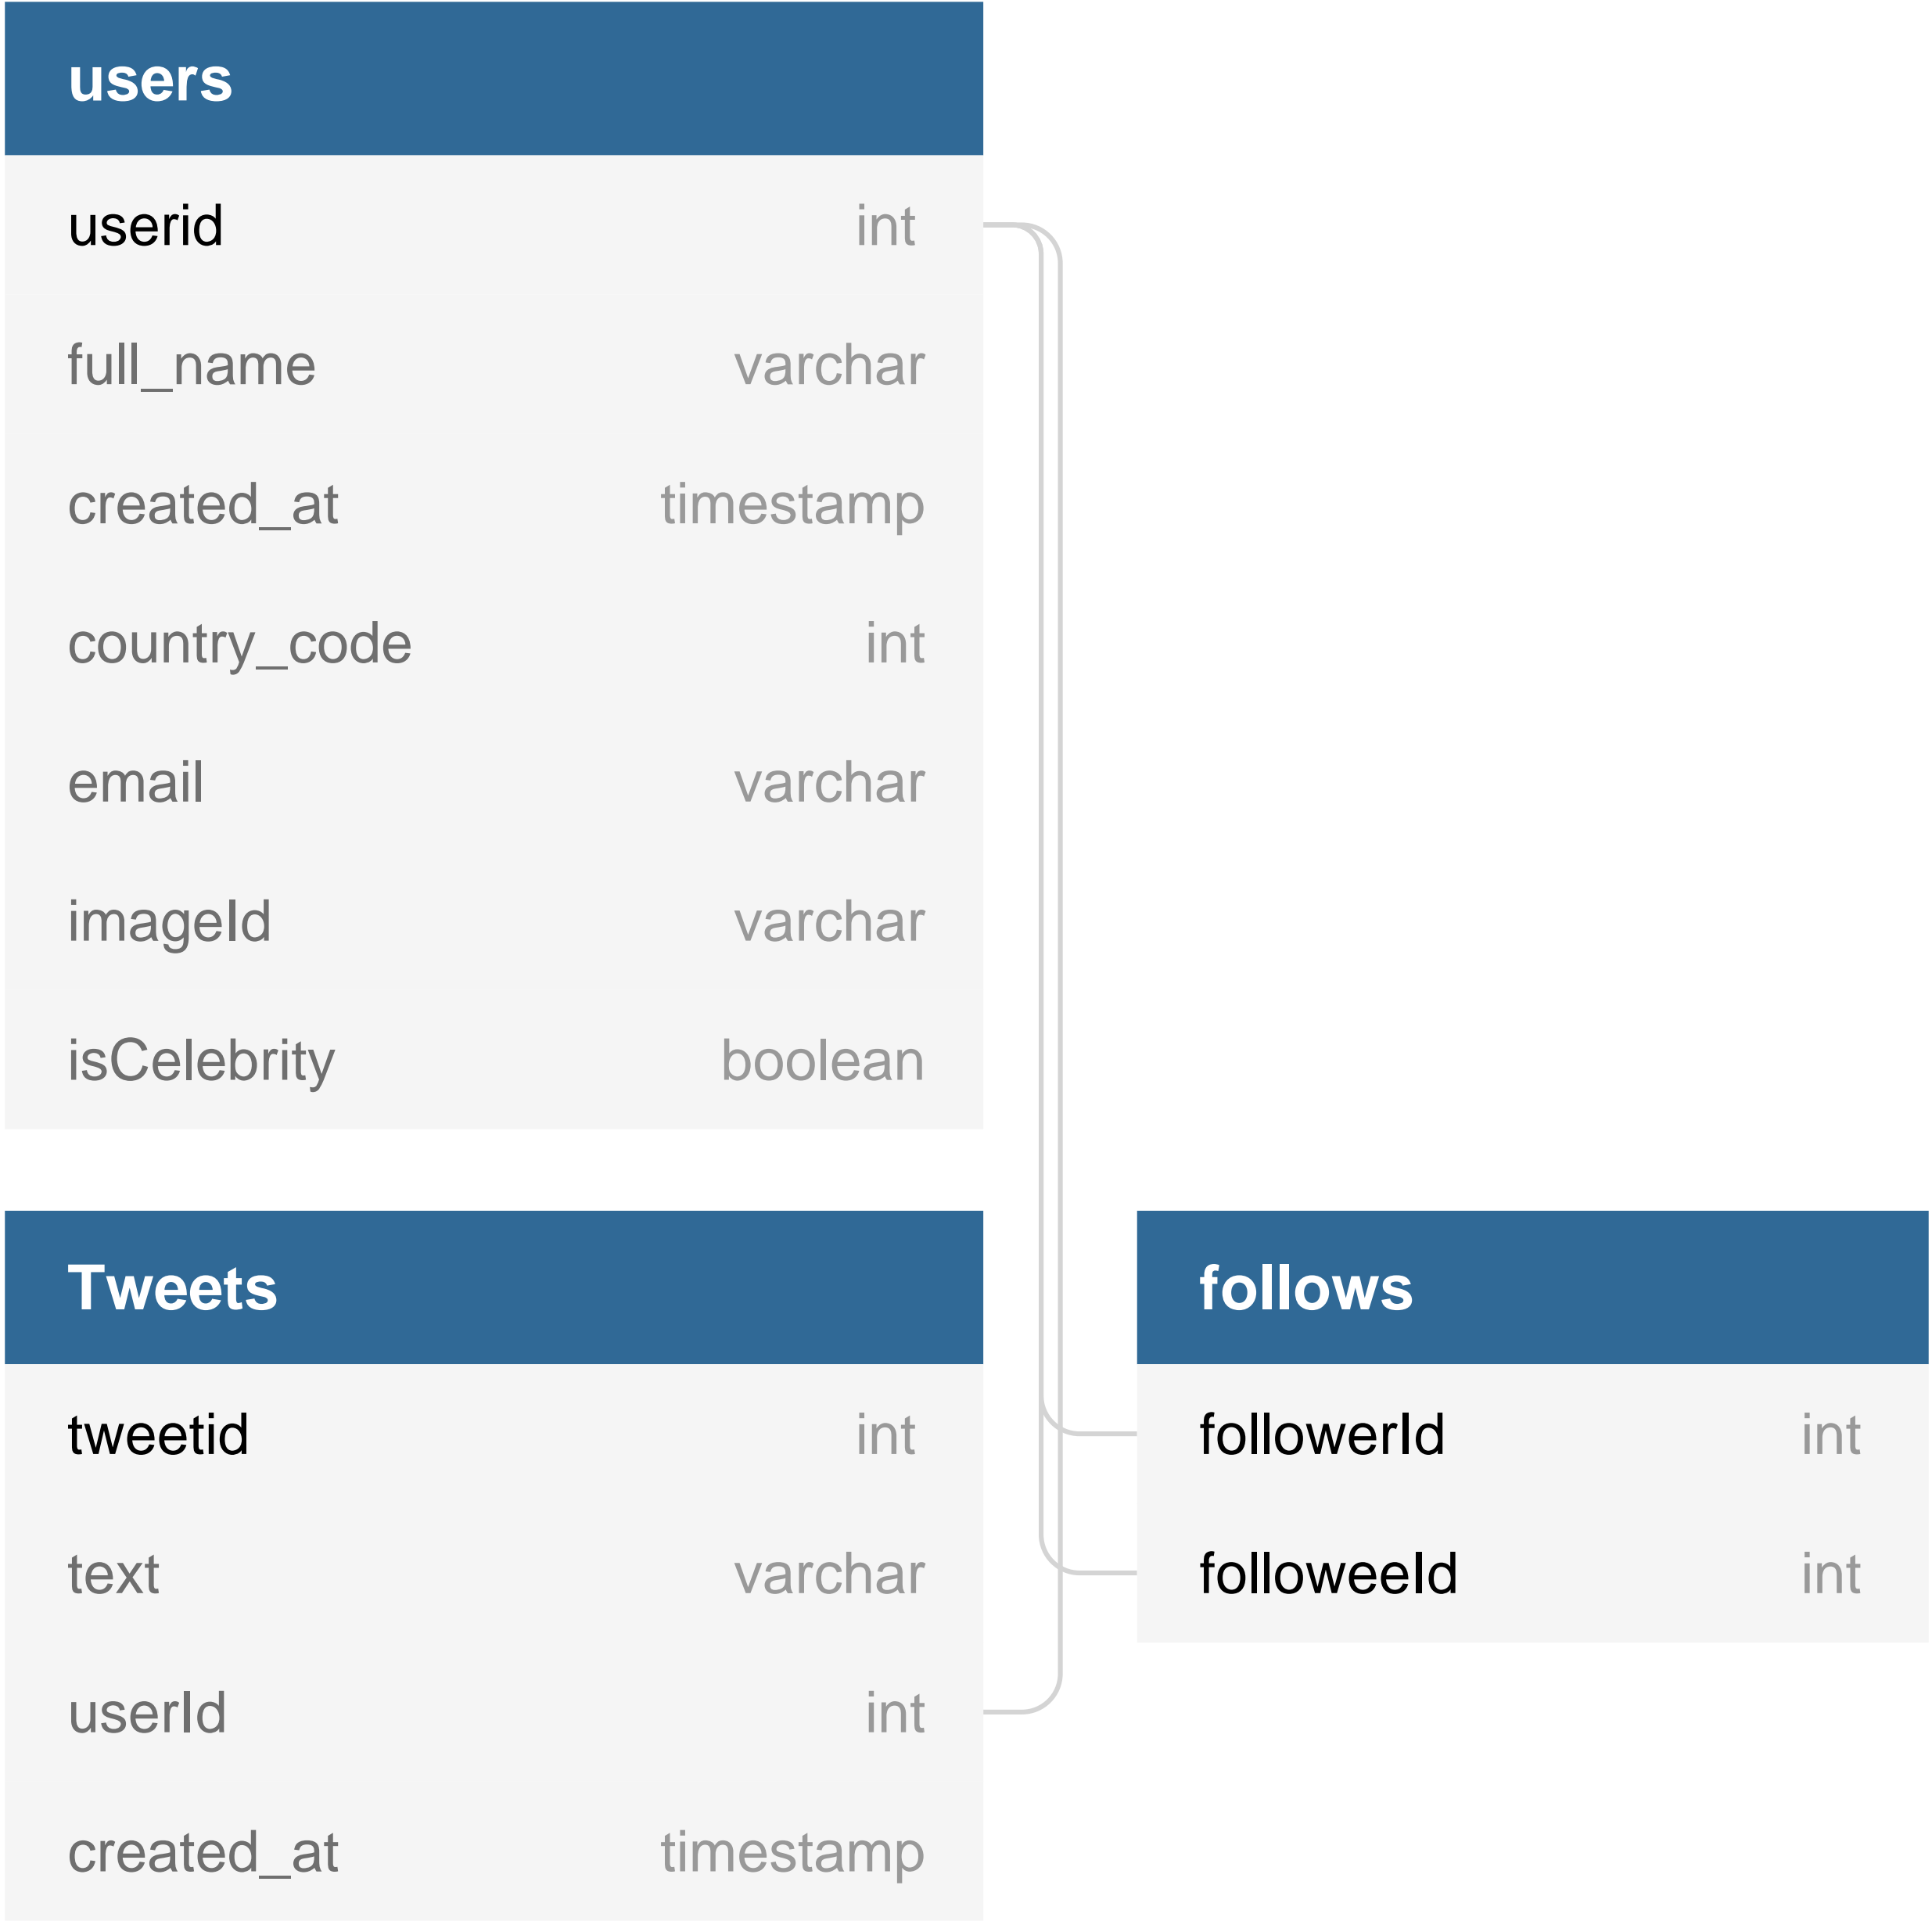 users
userid int
full_name varchar
created_at timestamp
country_code int
email varchar
imageId varchar
isCelebrity boolean
Tweets
tweetid int
text varchar
userId int
created_at timestamp
follows
followerId int
followeeId int